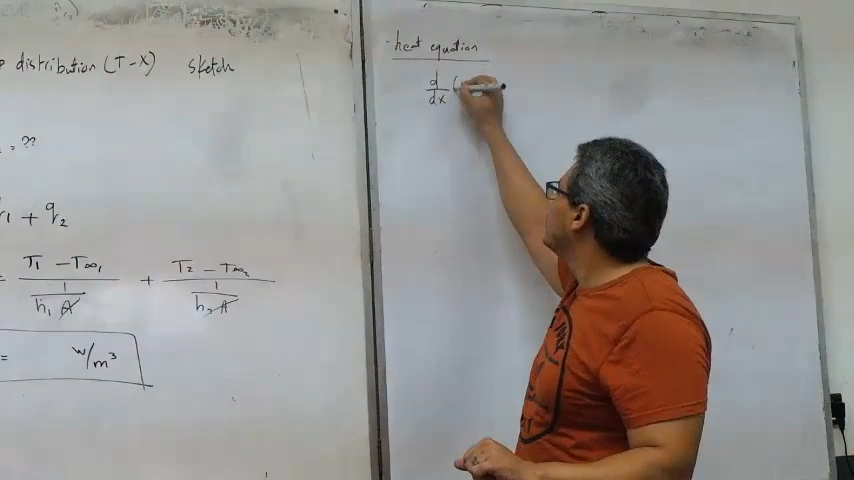 distribution (T-X) sketch
= ??
+ q2
= T1 - T∞1 / 1 / h1 A + T2 - T∞2 / 1 / h2 A
= W/m³
- heat equation
d/dx (